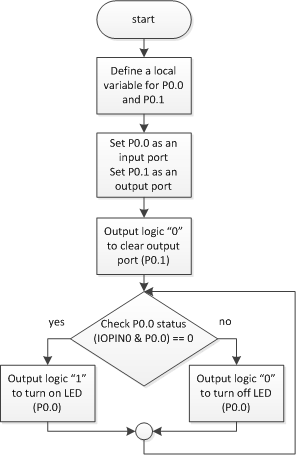 start
Define a local
variable for P0.0
and P0.1
Set P0.0 as an
input port
Set P0.1 as an
output port
Output logic “0”
to clear output
port (P0.1)
Check P0.0 status
(IOPIN0 & P0.0) == 0
yes
no
Output logic “1”
to turn on LED
(P0.0)
Output logic “0”
to turn off LED
(P0.0)